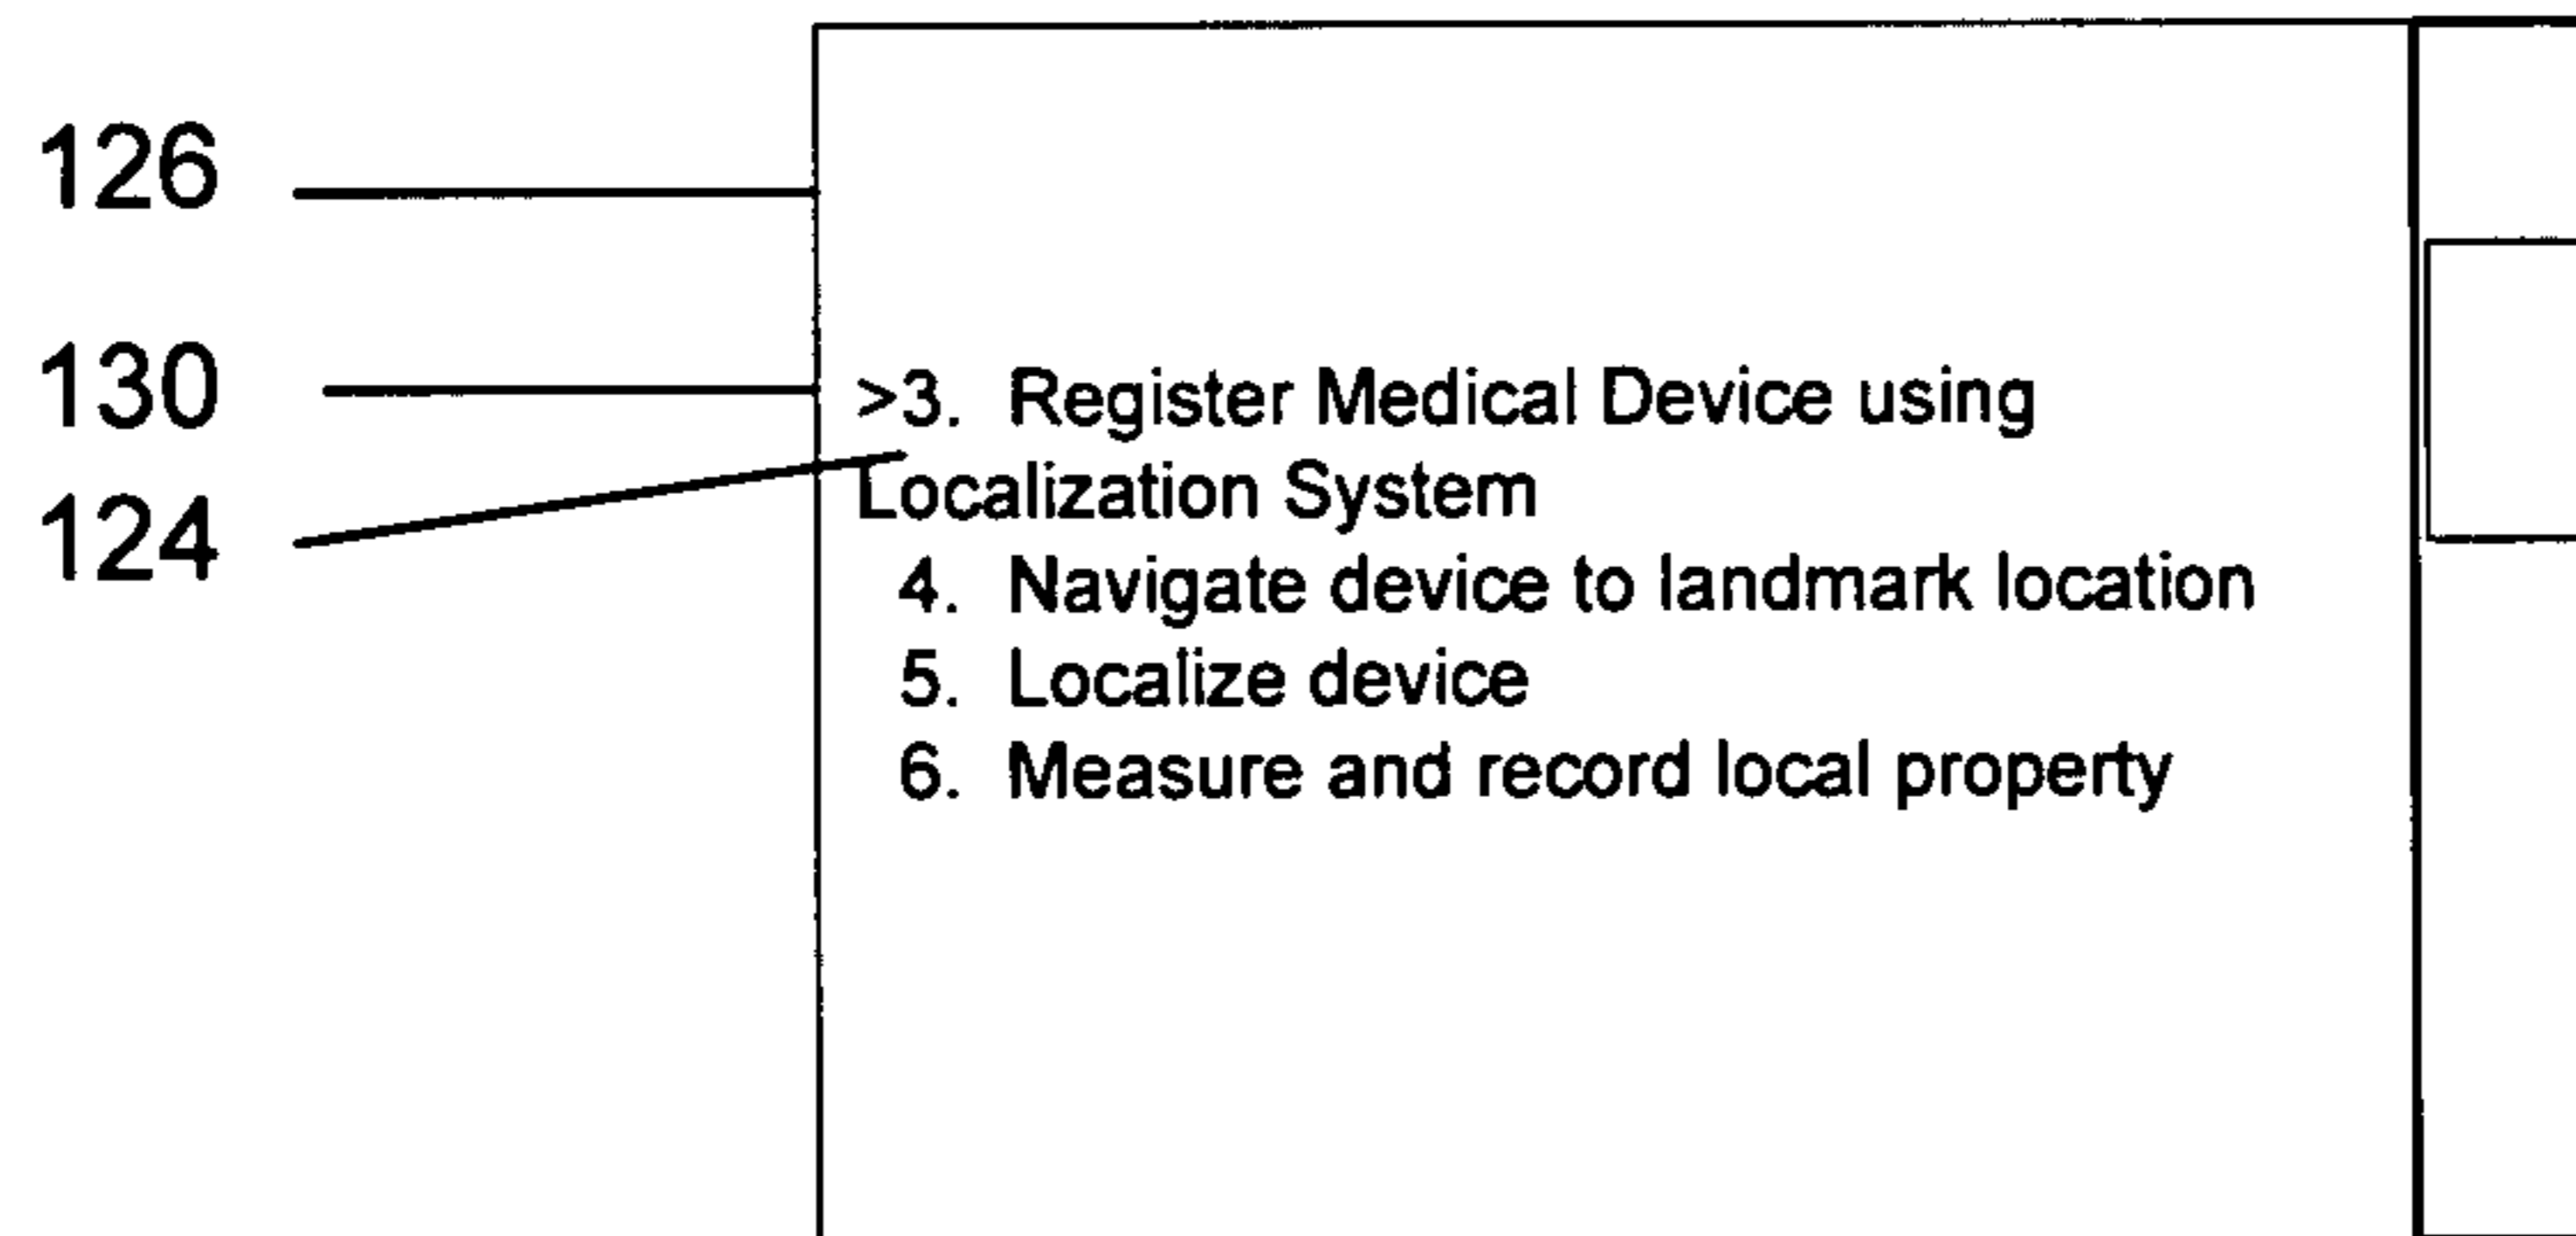 126
130
124
>3. Register Medical Device using
Localization System
4. Navigate device to landmark location
5. Localize device
6. Measure and record local property